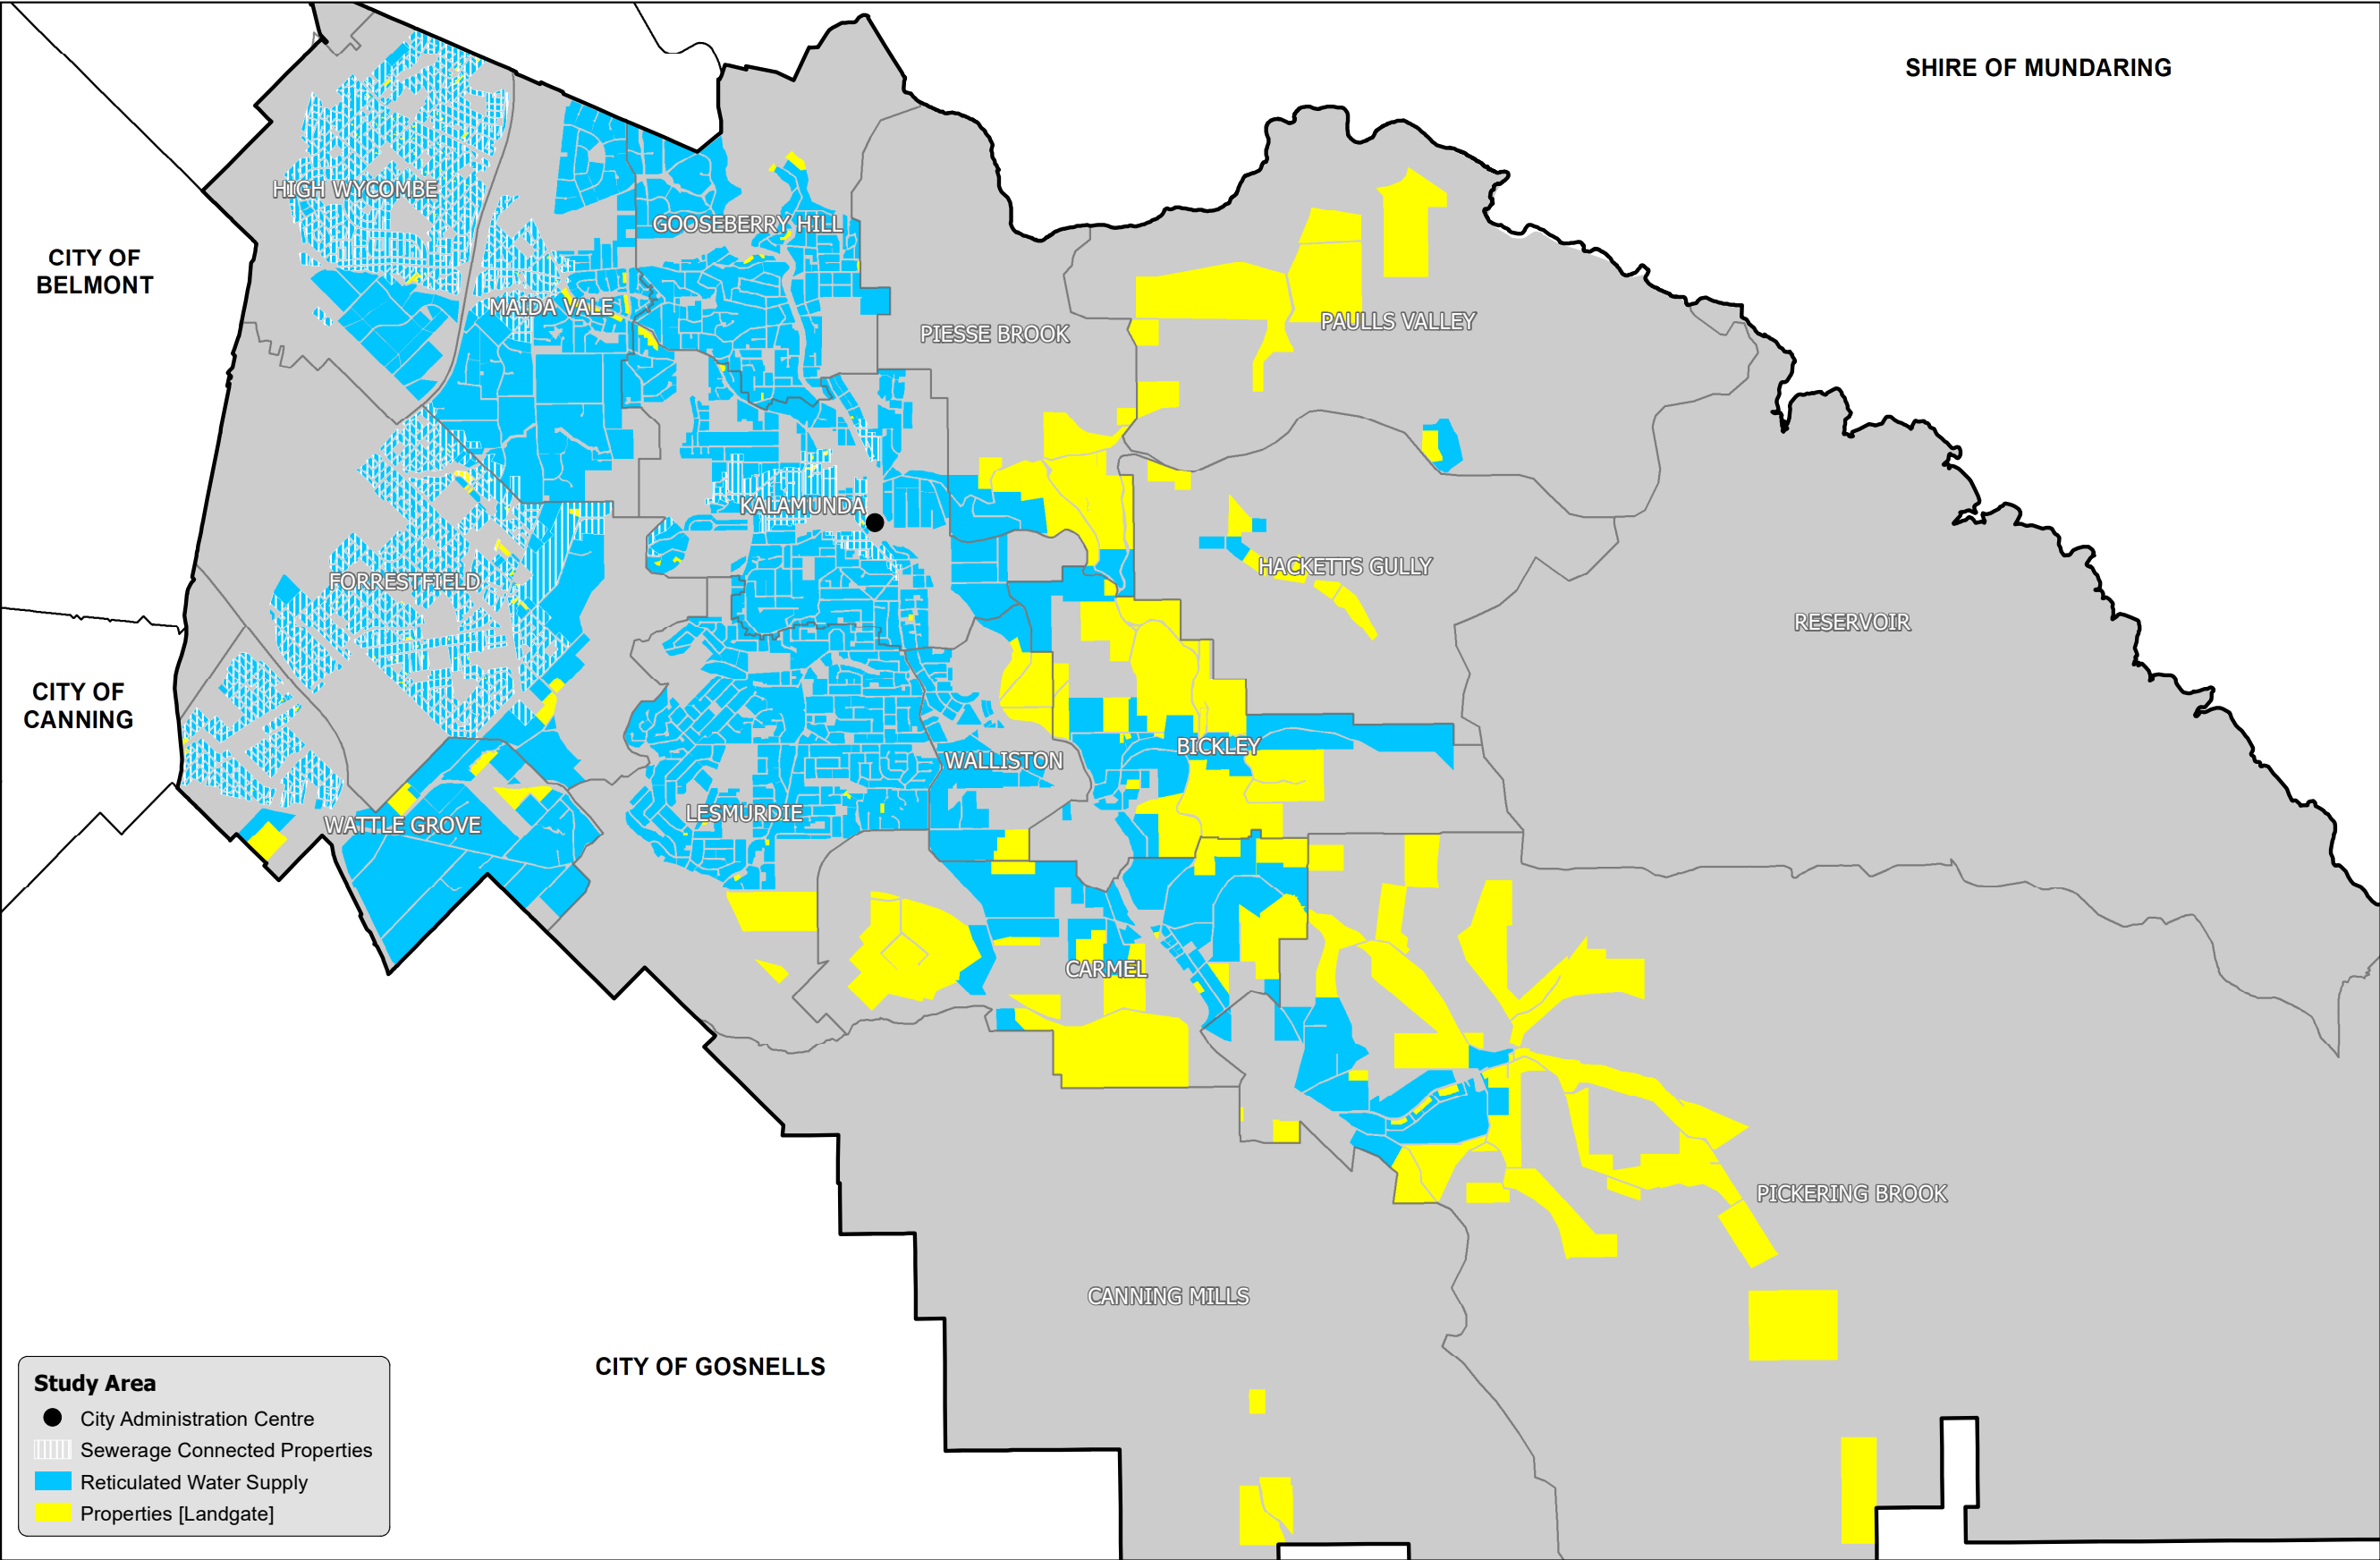 SHIRE OF MUNDARING
HIGH WYCOMBE
GOOSEBERRY HILL
CITY OF
BELMONT
MAIDA VALE
PIESSE BROOK
PAULLS VALLEY
KALAMUNDA
HACKETTS GULLY
FORRESTFIELD
RESERVOIR
CITY OF
CANNING
BICKLEY
WALLISTON
LESMURDIE
WATTLE GROVE
CARMEL
PICKERING BROOK
CANNING MILLS
CITY OF GOSNELLS
Study Area
City Administration Centre
Sewerage Connected Properties
Reticulated Water Supply
Properties [Landgate]